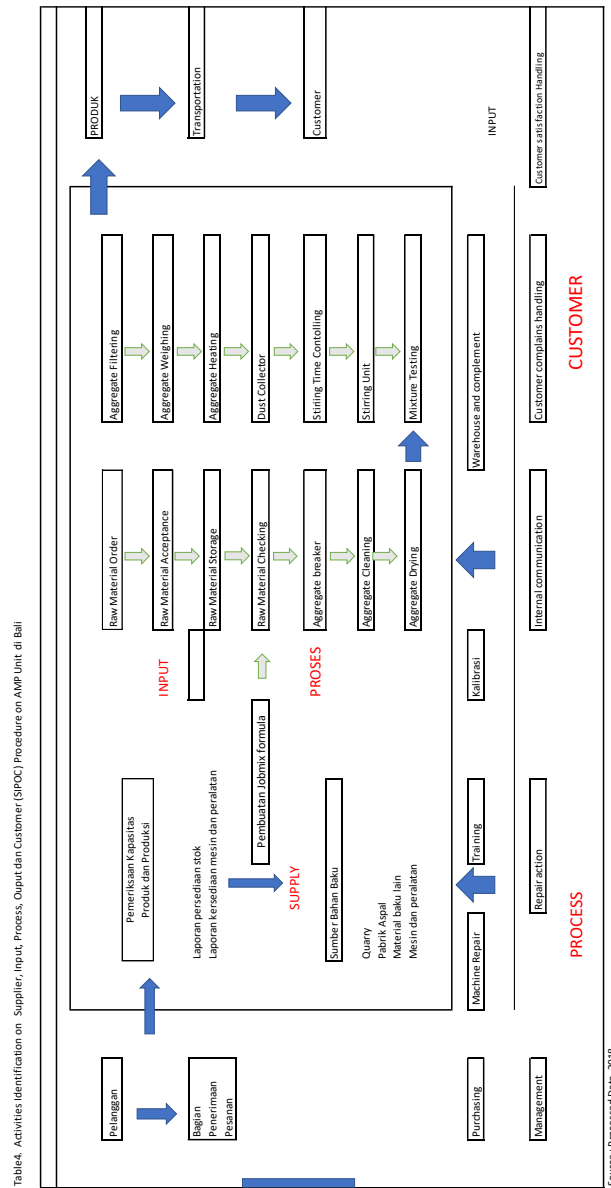 Table4. Activities Identification on Supplier, Input, Process, Ouput dan Customer (SIPOC) Procedure on AMP Unit di Bali
Pelanggan
Bagian
Penerimaan
Pesanan
Purchasing
Management
Pemeriksaan Kapasitas
Produk dan Produksi
Laporan persediaan stok
Laporan kersediaan mesin dan peralatan
Pembuatan Jobmix formula
SUPPLY
Sumber Bahan Baku
Quarry
Pabrik Aspal
Material baku lain
Mesin dan peralatan
Machine Repair
Training
Kalibrasi
Repair action
PROCESS
INPUT
PROSES
Raw Material Order
Raw Material Acceptance
Raw Material Storage
Raw Material Checking
Aggregate breaker
Aggregate Cleaning
Aggregate Drying
Internal communication
Aggregate Filtering
Aggregate Weighing
Aggregate Heating
Dust Collector
Stiriing Time Contolling
Stirring Unit
Mixture Testing
Warehouse and complement
Customer complains handling
CUSTOMER
PRODUK
Transportation
Customer
INPUT
Customer satisfaction Handling